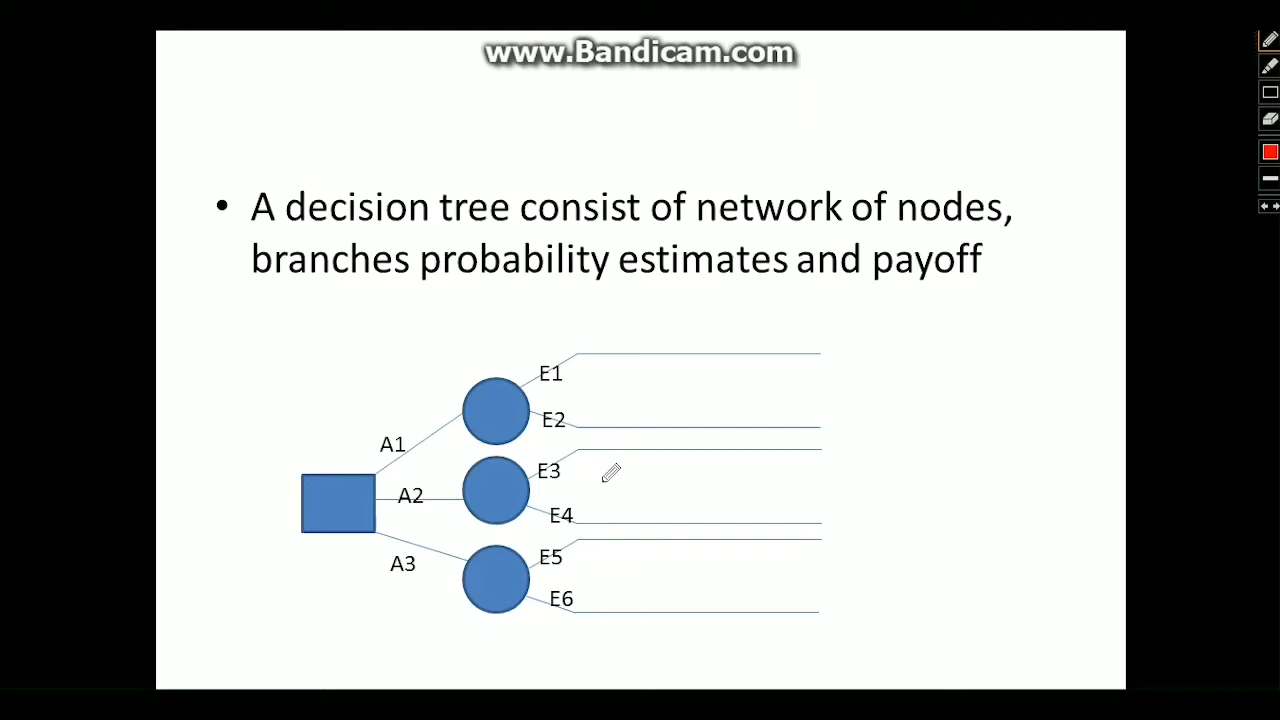 www.Bandicam.com
• A decision tree consist of network of nodes,
branches probability estimates and payoff
E1
E2
A1
E3
A2
E4
E5
A3
E6